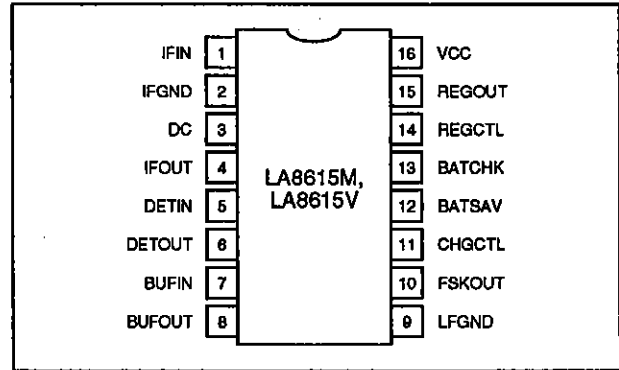 IFIN 1 16 VCC
IFGND 2 15 REGOUT
DC 3 14 REGCTL
IFOUT 4 13 BATCHK
LA8615M,
LA8615V
DETIN 5 12 BATSAV
DETOUT 6 11 CHGCTL
BUFIN 7 10 FSKOUT
BUFOUT 8 9 LFGND